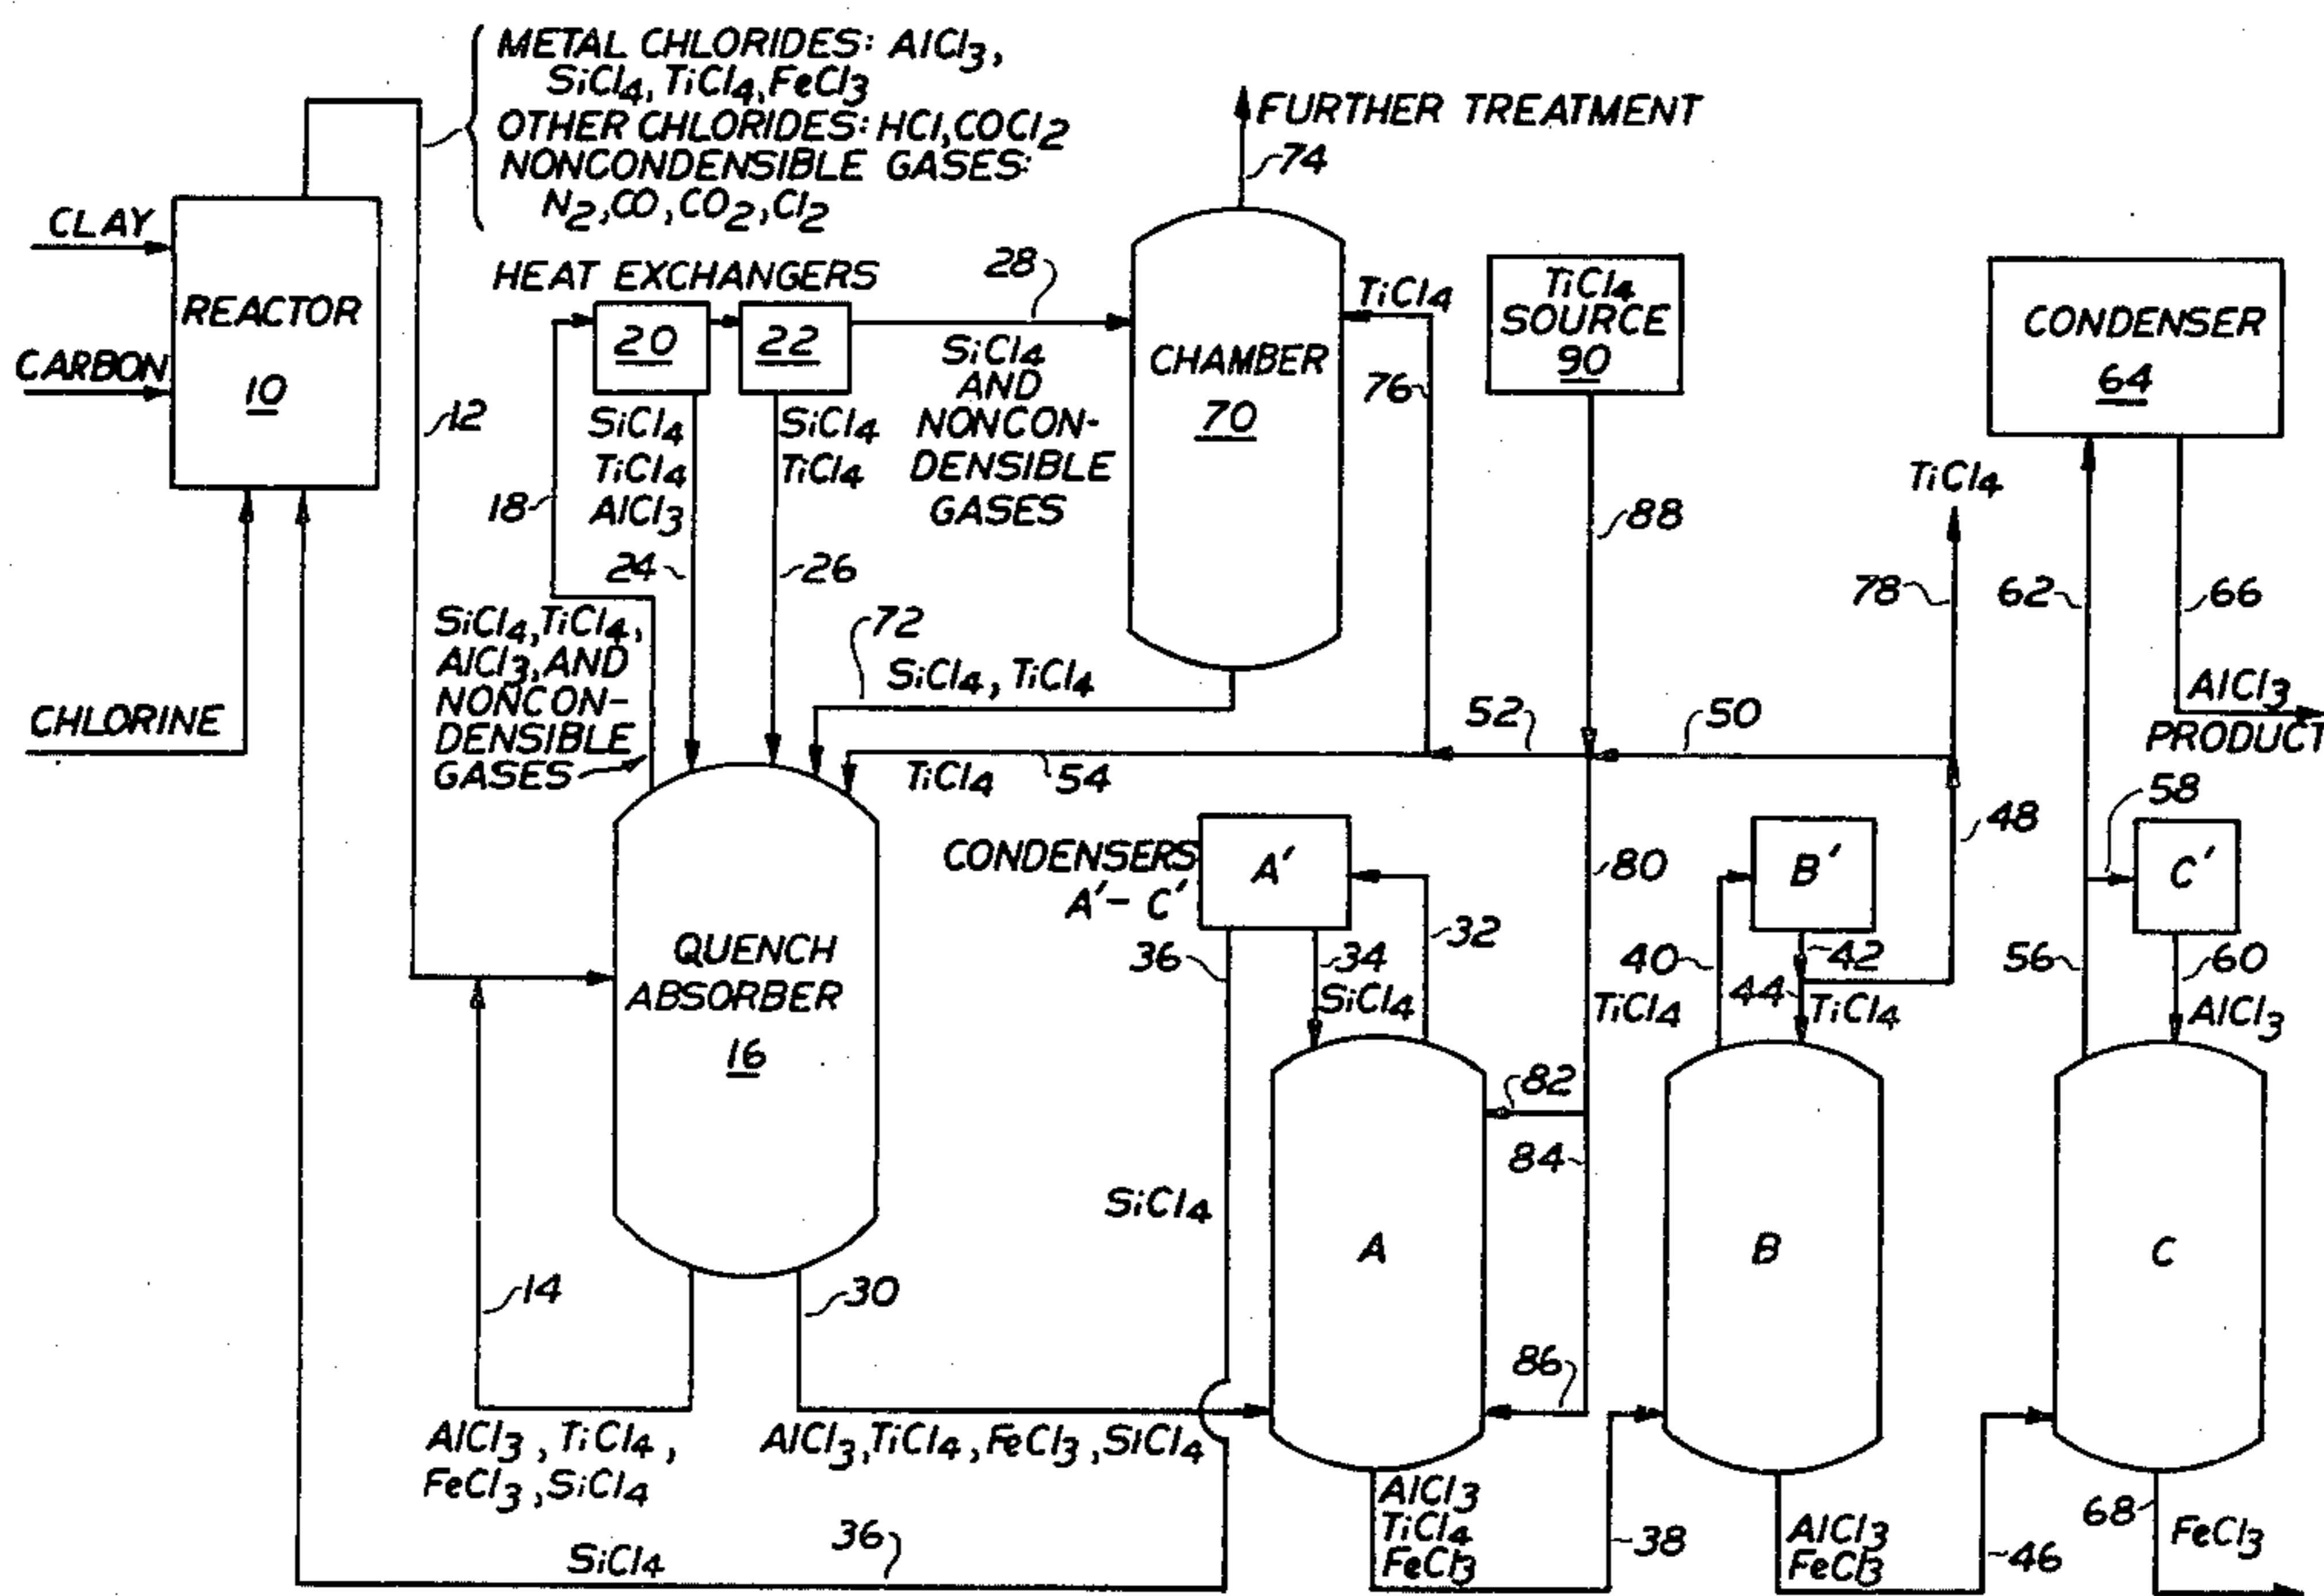 METAL CHLORIDES: AlCl3,
SiCl4, TiCl4, FeCl3
OTHER CHLORIDES: HCl, COCl2
NONCONDENSIBLE GASES:
N2, CO, CO2, Cl2
CLAY
CARBON
REACTOR
10
CHLORINE
12
HEAT EXCHANGERS
20
22
28
18
SiCl4
TiCl4
AlCl3
24
SiCl4
TiCl4
26
SiCl4
AND
NONCON-
DENSIBLE
GASES
FURTHER TREATMENT
74
CHAMBER
70
TiCl4
76
TiCl4
SOURCE
90
88
CONDENSER
64
TiCl4
78
62
66
AlCl3
PRODUCT
SiCl4, TiCl4,
AlCl3, AND
NONCON-
DENSIBLE
GASES
72
SiCl4, TiCl4
52
50
TiCl4
54
QUENCH
ABSORBER
16
CONDENSERS
A'- C'
A'
B'
C'
58
48
80
36
34
32
SiCl4
TiCl4
40
42
44
TiCl4
56
60
AlCl3
82
84
SiCl4
86
A
B
C
14
30
AlCl3, TiCl4,
FeCl3, SiCl4
AlCl3, TiCl4, FeCl3, SiCl4
SiCl4
36
AlCl3
TiCl4
FeCl3
38
AlCl3
FeCl3
46
68
FeCl3